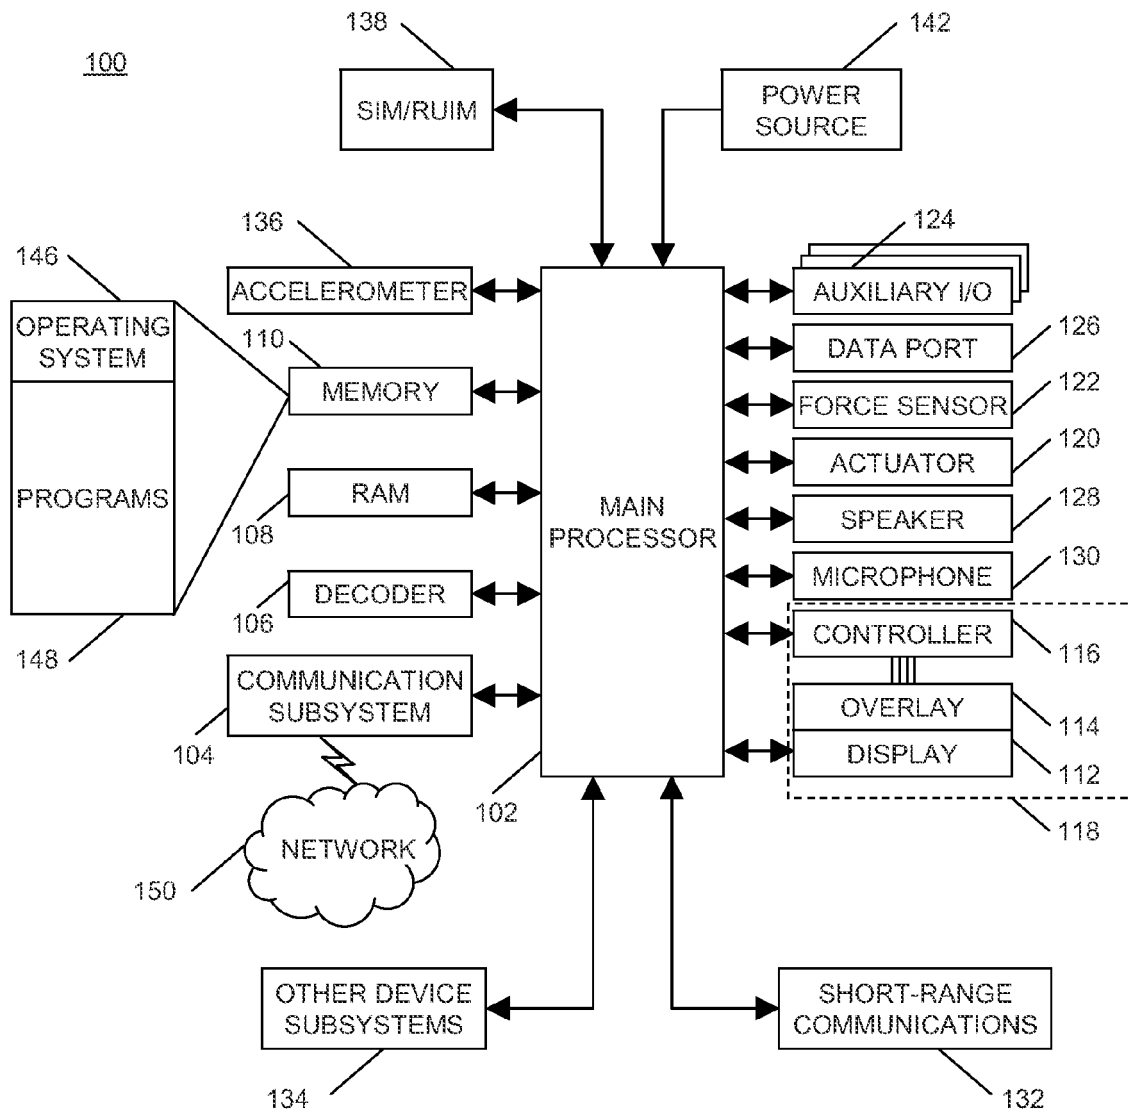 138
142
100
SIM/RUIM
POWER
SOURCE
136
124
146
ACCELEROMETER
AUXILIARY I/O
OPERATING
SYSTEM
110
126
DATA PORT
MEMORY
122
FORCE SENSOR
120
ACTUATOR
PROGRAMS
RAM
MAIN
PROCESSOR
128
SPEAKER
108
130
MICROPHONE
DECODER
106
CONTROLLER
148
116
COMMUNICATION
SUBSYSTEM
OVERLAY
114
104
DISPLAY
112
102
118
NETWORK
150
OTHER DEVICE
SUBSYSTEMS
SHORT-RANGE
COMMUNICATIONS
134
132